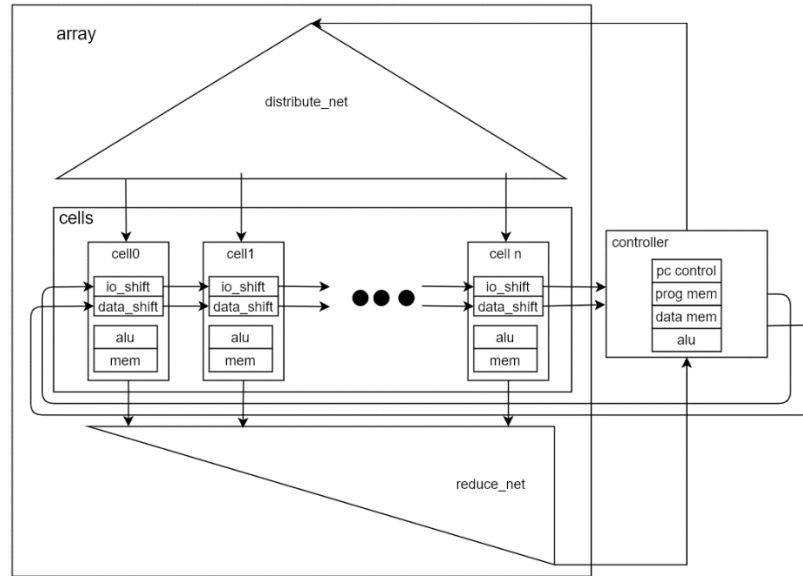 array
distribute_net
cells
cell0
io_shift
data_shift
alu
mem
cell1
io_shift
data_shift
alu
mem
cell n
io_shift
data_shift
alu
mem
controller
pc control
prog mem
data mem
alu
reduce_net